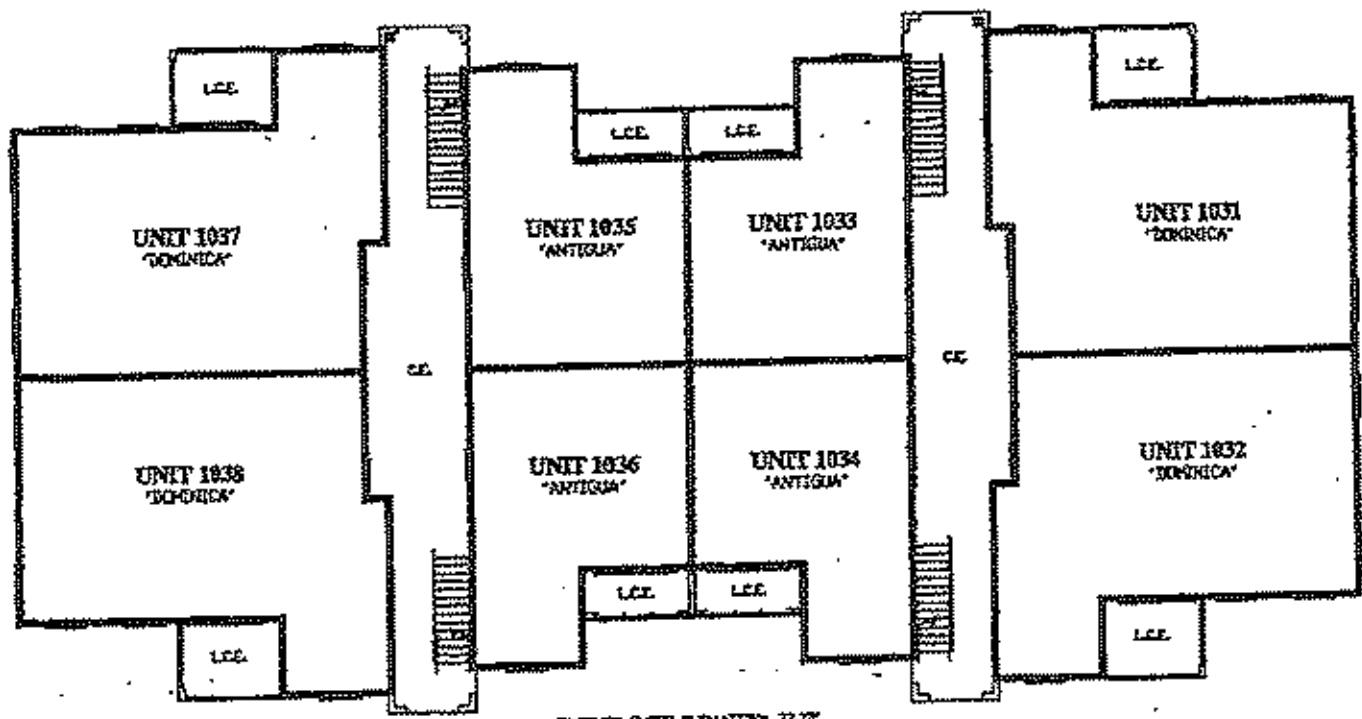 L.C.E.
L.C.E.
L.C.E.
L.C.E.
UNIT 1037
"DOMINICA"
UNIT 1035
"ANTIGUA"
UNIT 1033
"ANTIGUA"
UNIT 1031
"DOMINICA"
C.E.
C.E.
UNIT 1038
"DOMINICA"
UNIT 1036
"ANTIGUA"
UNIT 1034
"ANTIGUA"
UNIT 1032
"DOMINICA"
L.C.E.
L.C.E.
L.C.E.
L.C.E.